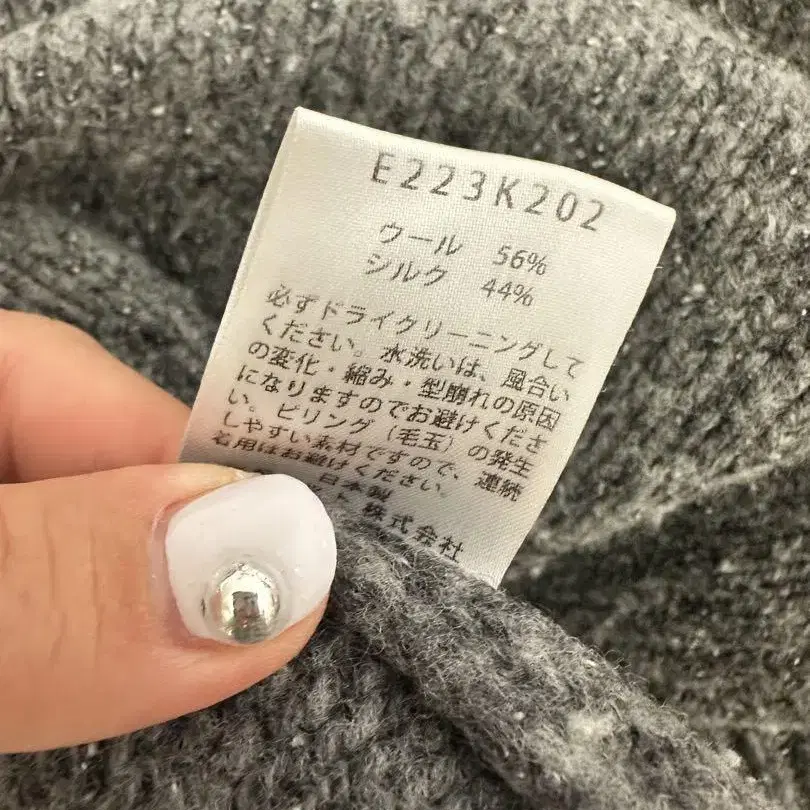 E223K202
ウール 56%
シルク 44%
必ずドライクリーニングして
ください。水洗いは、風合い
の変化・縮み・型崩れの原因
になりますのでお避けくださ
い。ピリング（毛玉）の発生
しやすい素材ですので、連続
着用はお避けください。
日本製
株式会社